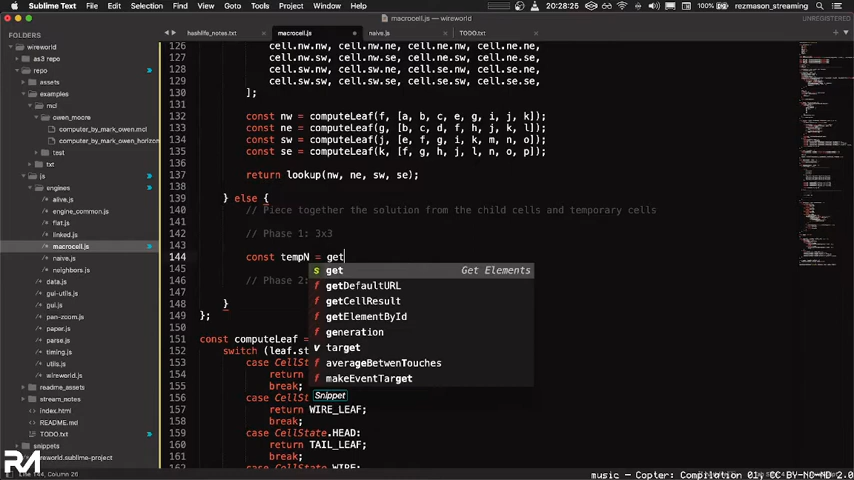 Sublime Text File Edit Selection Find View Goto Tools Project Window Help 100% 20:28:25 rezmason_streaming
macrocell.js — wireworld UNREGISTERED
FOLDERS
hashlife_notes.txt macrocell.js naive.js TODO.txt
wireworld
as3 repo
repo
assets
examples
mcl
owen_moore
computer_by_mark_owen.mcl
computer_by_mark_owen_horizon
test
txt
js
engines
alive.js
engine_common.js
flat.js
linked.js
macrocell.js
naive.js
neighbors.js
data.js
gui-utils.js
gui.js
pan-zoom.js
paper.js
parse.js
timing.js
utils.js
wireworld.js
readme_assets
stream_notes
index.html
README.md
TODO.txt
snippets
wireworld.sublime-project
126 cell.nw.nw, cell.nw.ne, cell.ne.nw, cell.ne.ne,
127 cell.nw.sw, cell.nw.se, cell.ne.sw, cell.ne.se,
128 cell.sw.nw, cell.sw.ne, cell.se.nw, cell.se.ne,
129 cell.sw.sw, cell.sw.se, cell.se.sw, cell.se.se,
130 ];
131
132 const nw = computeLeaf(f, [a, b, c, e, g, i, j, k]);
133 const ne = computeLeaf(g, [b, c, d, f, h, j, k, l]);
134 const sw = computeLeaf(j, [e, f, g, i, k, m, n, o]);
135 const se = computeLeaf(k, [f, g, h, j, l, n, o, p]);
136
137 return lookup(nw, ne, sw, se);
138
139 } else {
140 // Piece together the solution from the child cells and temporary cells
141
142 // Phase 1: 3x3
143
144 const tempN = get
145
146 // Phase 2:
147
148 }
149 };
150
151 const computeLeaf =
152 switch (leaf.st
153 case CellSt
154 return
155 break;
156 case CellS
157 return WIRE_LEAF;
158 break;
159 case CellState.HEAD:
160 return TAIL_LEAF;
161 break;
162 case CellState.WIRE:
s get Get Elements
f getDefaultURL
f getCellResult
f getElementById
f generation
v target
f averageBetwenTouches
f makeEventTarget
Snippet
RM
Line 144, Column 26
music - Copter: Compilation 01, CC BY-NC-ND 2.0